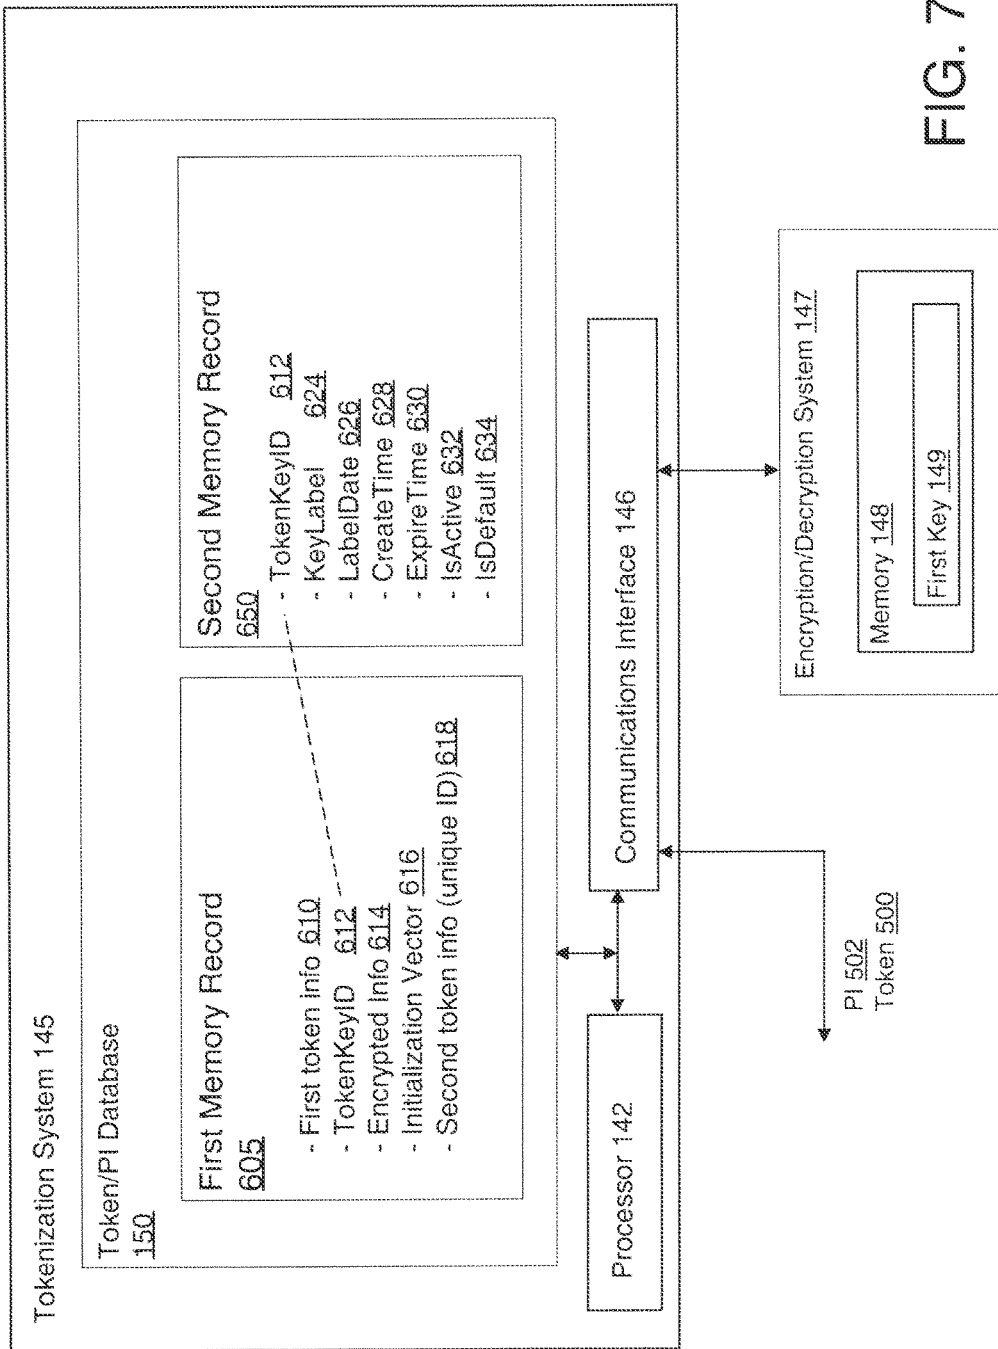 Tokenization System 145
Token/PI Database
150
First Memory Record
605
- First token info 610
- TokenKeyID 612
- Encrypted Info 614
- Initialization Vector 616
- Second token info (unique ID) 618
Second Memory Record
650
- TokenKeyID 612
- KeyLabel 624
- LabelDate 626
- CreateTime 628
- ExpireTime 630
- IsActive 632
- IsDefault 634
Processor 142
Communications Interface 146
PI 502
Token 500
Encryption/Decryption System 147
Memory 148
First Key 149
FIG. 7